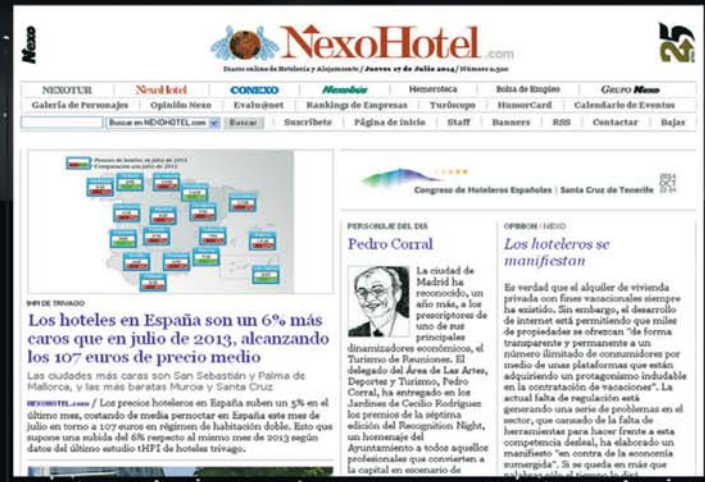 Nexo
NexoHotel.com
25
Diario online de Hotelería y Alojamiento / Jueves 17 de Julio 2014 / Número 2.310
NEXOTUR NexoHotel CONEXO Nexobús Hemeroteca Bolsa de Empleo GRUPO Nexo
Galería de Personajes Opinión Nexo Evalu@net Rankings de Empresas Turóscopo HumorCard Calendario de Eventos
Buscar en NEXOHOTEL.com Buscar Suscríbete Página de inicio Staff Banners RSS Contactar Bajas
Congreso de Hoteleros Españoles | Santa Cruz de Tenerife
2014
OCT
tHPI DE TRIVAGO
Los hoteles en España son un 6% más
caros que en julio de 2013, alcanzando
los 107 euros de precio medio
Las ciudades más caras son San Sebastián y Palma de
Mallorca, y las más baratas Murcia y Santa Cruz
NEXOHOTEL.com / Los precios hoteleros en España suben un 5% en el
último mes, costando de media pernoctar en España este mes de
julio en torno a 107 euros en régimen de habitación doble. Esto que
supone una subida del 6% respecto al mismo mes de 2013 según
datos del último estudio tHPI de hoteles trivago.
PERSONAJE DEL DIA
Pedro Corral
La ciudad de
Madrid ha
reconocido, un
año más, a los
prescriptores de
uno de sus
principales
dinamizadores económicos, el
Turismo de Reuniones. El
delegado del Área de Las Artes,
Deportes y Turismo, Pedro
Corral, ha entregado en los
Jardines de Cecilio Rodríguez
los premios de la séptima
edición del Recognition Night,
un homenaje del
Ayuntamiento a todos aquellos
profesionales que convierten a
la capital en escenario de
OPINION / NEXO
Los hoteleros se
manifiestan
Es verdad que el alquiler de vivienda
privada con fines vacacionales siempre
ha existido. Sin embargo, el desarrollo
de internet está permitiendo que miles
de propiedades se ofrezcan "de forma
transparente y permanente a un
número ilimitado de consumidores por
medio de unas plataformas que están
adquiriendo un protagonismo indudable
en la contratación de vacaciones". La
actual falta de regulación está
generando una serie de problemas en el
sector, que cansado de la falta de
herramientas para hacer frente a esta
competencia desleal, ha elaborado un
manifiesto "en contra de la economía
sumergida". Si se queda en más que
palabras sólo el tiempo lo dirá